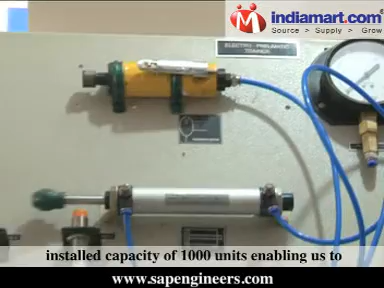 indiamart.com
Source > Supply > Grow
ELECTRO PNEUMATIC
TRAINER
installed capacity of 1000 units enabling us to
www.sapengineers.com